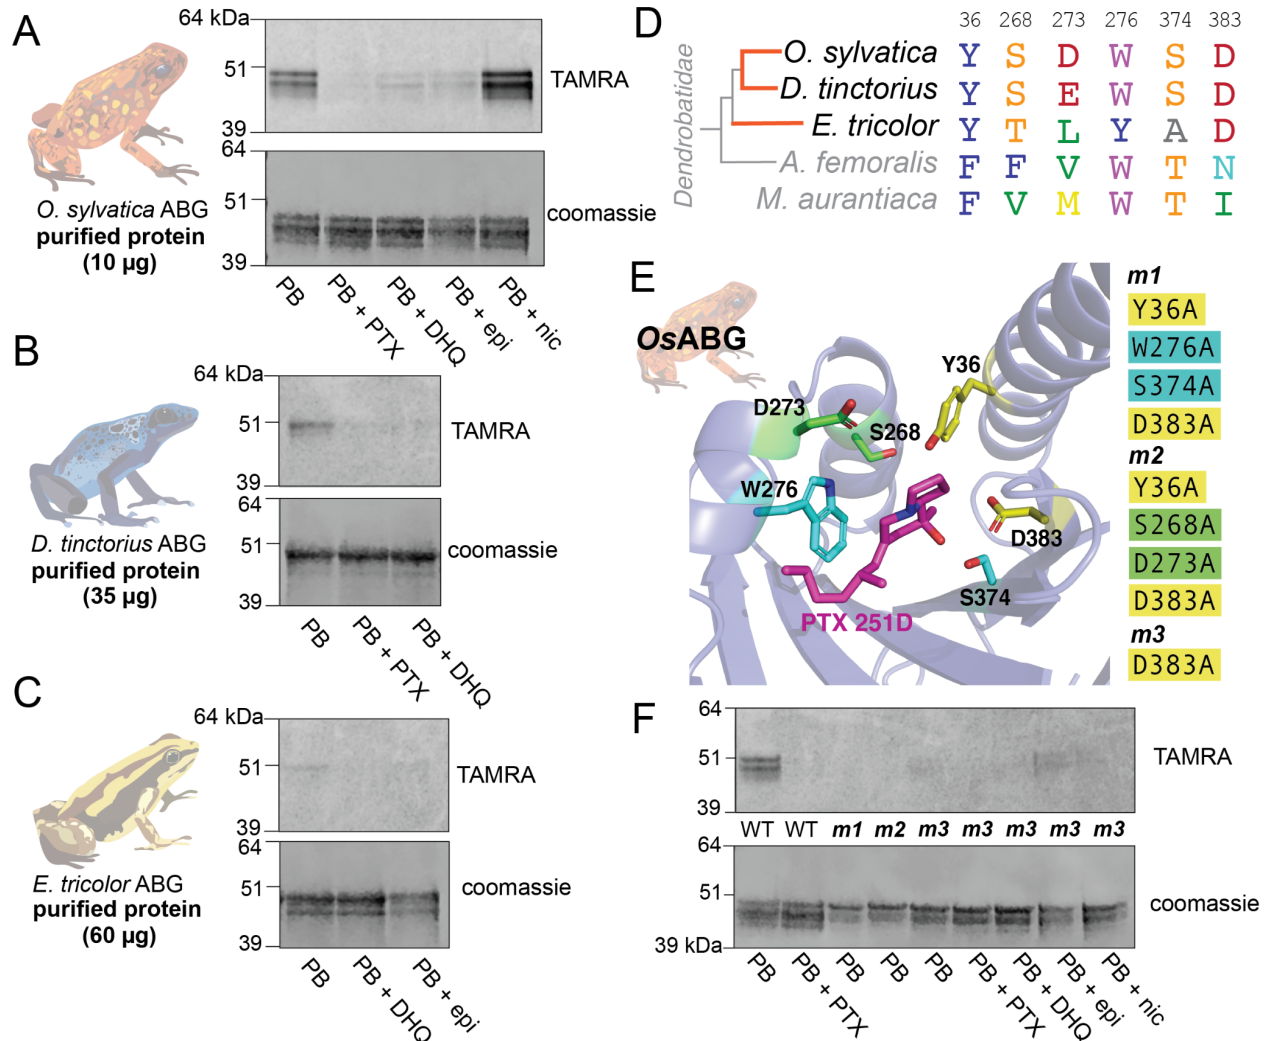 A
64 kDa
51
39
TAMRA
64
51
39
coomassie
O. sylvatica ABG
purified protein
(10 µg)
PB
PB + PTX
PB + DHQ
PB + epi
PB + nic
B
64 kDa
51
39
TAMRA
64
51
39
coomassie
D. tinctorius ABG
purified protein
(35 µg)
PB
PB + PTX
PB + DHQ
C
64 kDa
51
39
TAMRA
64
51
39
coomassie
E. tricolor ABG
purified protein
(60 µg)
PB
PB + DHQ
PB + epi
D
36 268 273 276 374 383
Dendrobatidae
O. sylvatica Y S D W S D
D. tinctorius Y S E W S D
E. tricolor Y T L Y A D
A. femoralis F F V W T N
M. aurantiaca F V M W T I
E
OsABG
Y36
D273
S268
W276
D383
S374
PTX 251D
m1
Y36A
W276A
S374A
D383A
m2
Y36A
S268A
D273A
D383A
m3
D383A
F
64
51
39
TAMRA
WT WT m1 m2 m3 m3 m3 m3 m3
64
51
39 kDa
coomassie
PB
PB + PTX
PB
PB
PB
PB + PTX
PB + DHQ
PB + epi
PB + nic